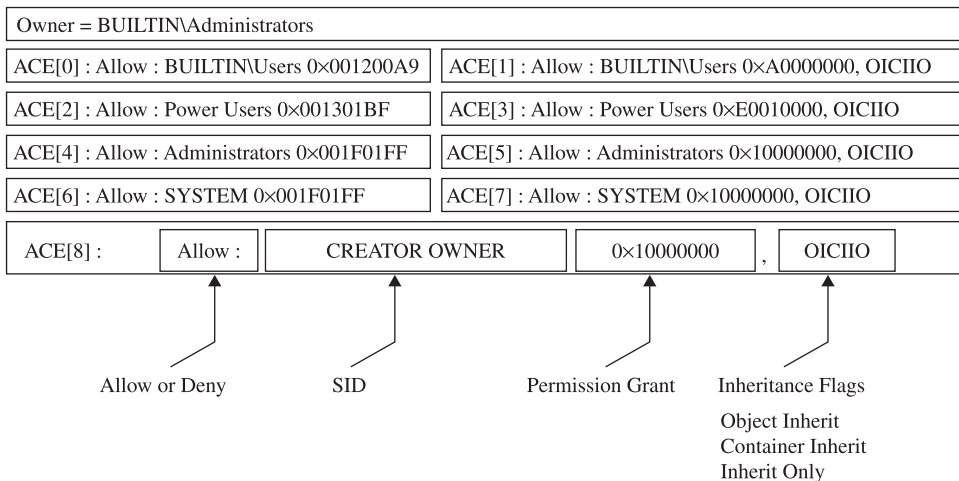 Owner = BUILTIN\Administrators
ACE[0] : Allow : BUILTIN\Users 0×001200A9
ACE[1] : Allow : BUILTIN\Users 0×A0000000, OICIIO
ACE[2] : Allow : Power Users 0×001301BF
ACE[3] : Allow : Power Users 0×E0010000, OICIIO
ACE[4] : Allow : Administrators 0×001F01FF
ACE[5] : Allow : Administrators 0×10000000, OICIIO
ACE[6] : Allow : SYSTEM 0×001F01FF
ACE[7] : Allow : SYSTEM 0×10000000, OICIIO
ACE[8] : Allow : CREATOR OWNER 0×10000000 , OICIIO
Allow or Deny
SID
Permission Grant
Inheritance Flags
Object Inherit
Container Inherit
Inherit Only